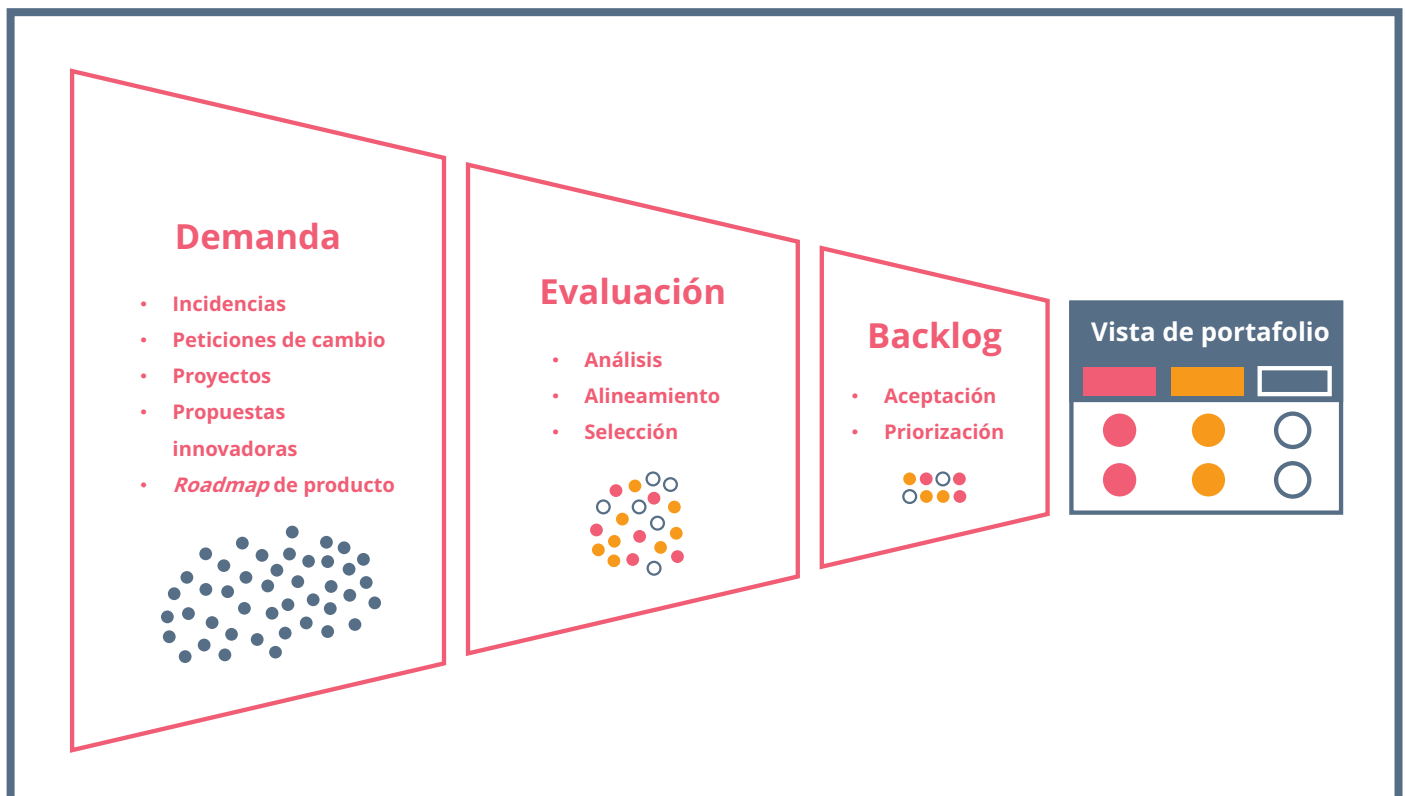 Demanda
• Incidencias
• Peticiones de cambio
• Proyectos
• Propuestas
innovadoras
• Roadmap de producto
Evaluación
• Análisis
• Alineamiento
• Selección
Backlog
• Aceptación
• Priorización
Vista de portafolio